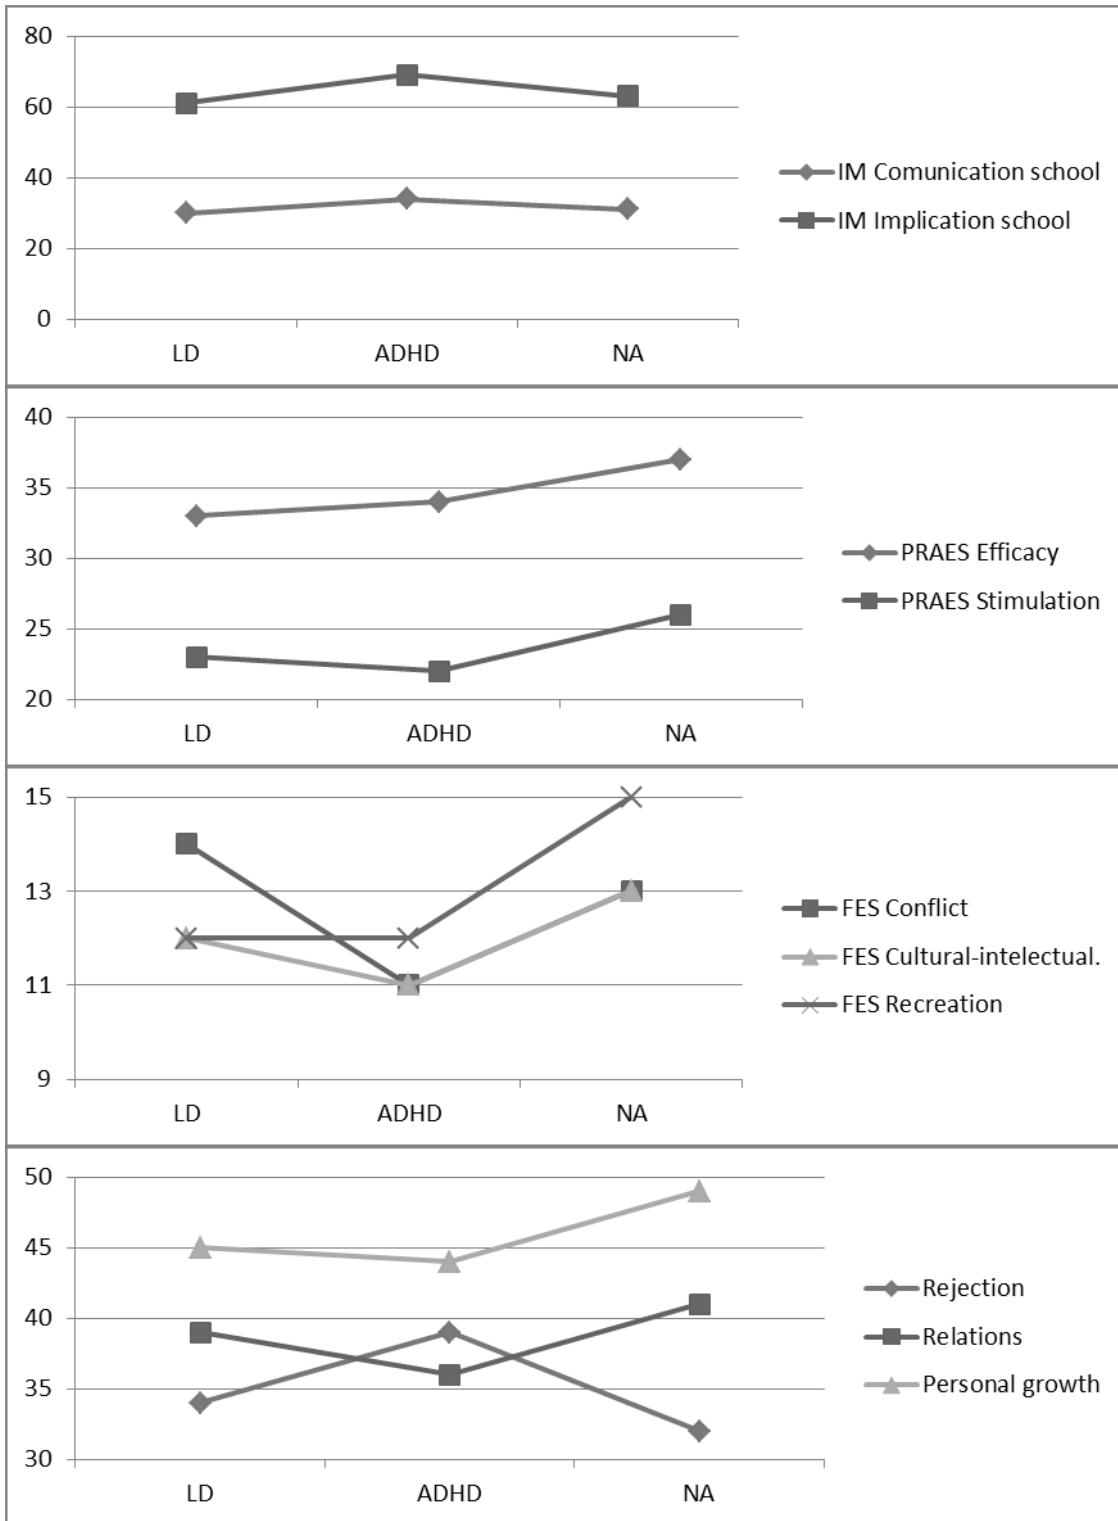 80
60
40
20
0
LD ADHD NA
IM Comunication school
IM Implication school
40
35
30
25
20
LD ADHD NA
PRAES Efficacy
PRAES Stimulation
15
13
11
9
LD ADHD NA
FES Conflict
FES Cultural-intelectual.
FES Recreation
50
45
40
35
30
LD ADHD NA
Rejection
Relations
Personal growth